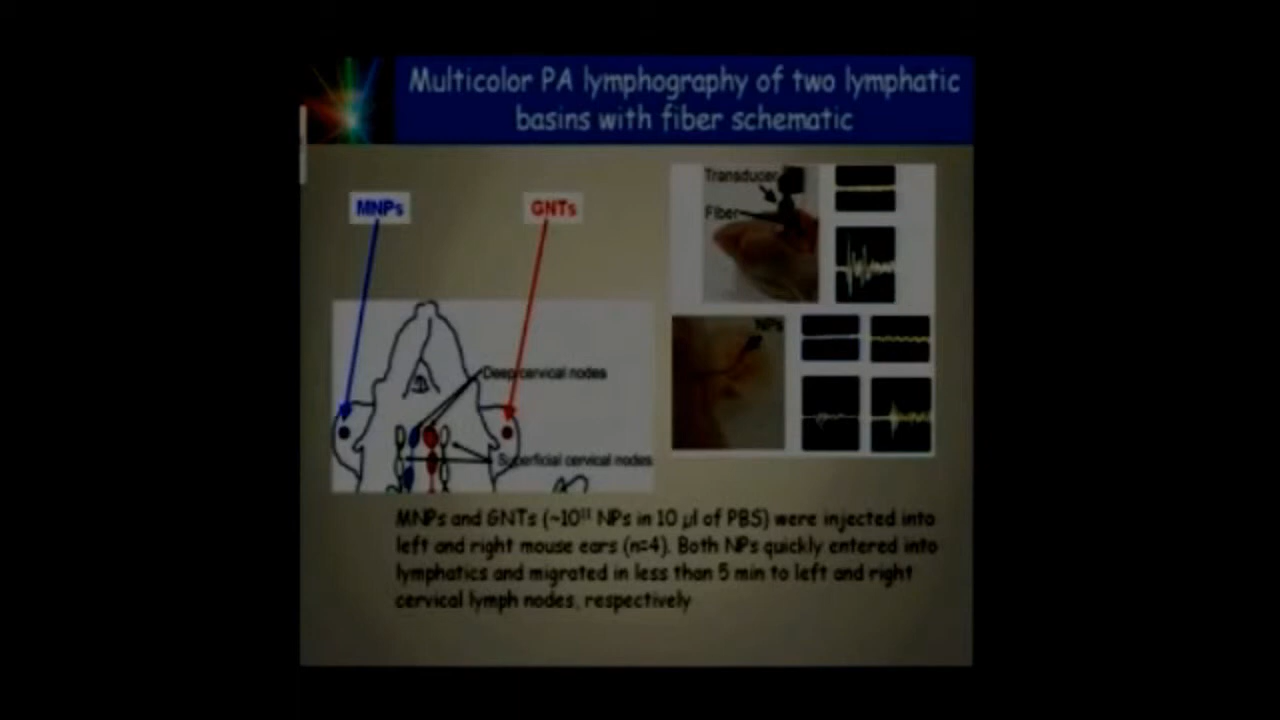 Multicolor PA lymphography of two lymphatic
basins with fiber schematic
MNPs
GNTs
Transducer
Fiber
NPs
Deep cervical nodes
Superficial cervical nodes
MNPs and GNTs (~10¹¹ NPs in 10 µl of PBS) were injected into
left and right mouse ears (n=4). Both NPs quickly entered into
lymphatics and migrated in less than 5 min to left and right
cervical lymph nodes, respectively